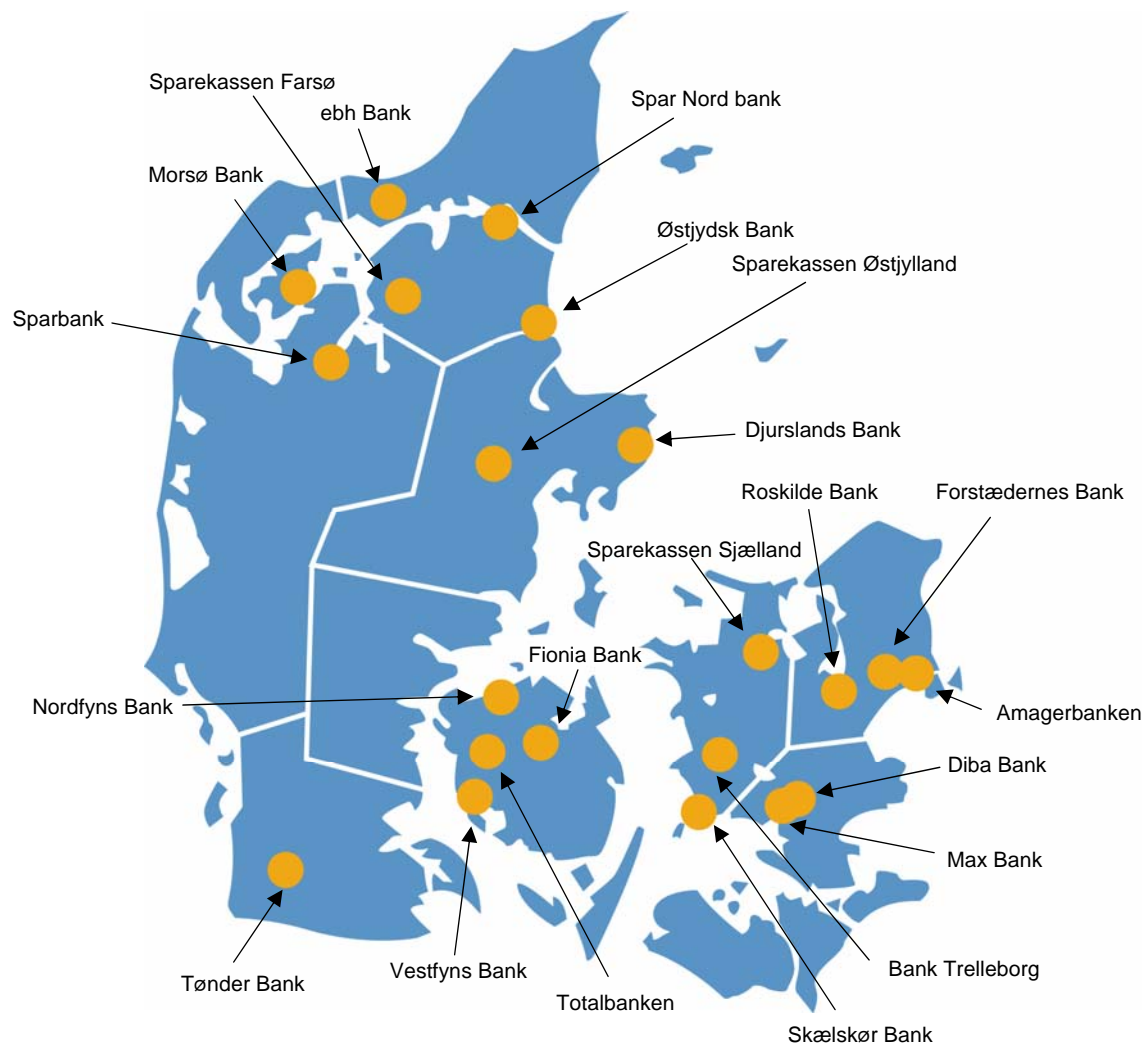 Sparekassen Farsø
Spar Nord bank
ebh Bank
Morsø Bank
Østjydsk Bank
Sparekassen Østjylland
Sparbank
Djurslands Bank
Roskilde Bank
Forstædernes Bank
Sparekassen Sjælland
Fionia Bank
Nordfyns Bank
Amagerbanken
Diba Bank
Max Bank
Vestfyns Bank
Bank Trelleborg
Tønder Bank
Totalbanken
Skælskør Bank